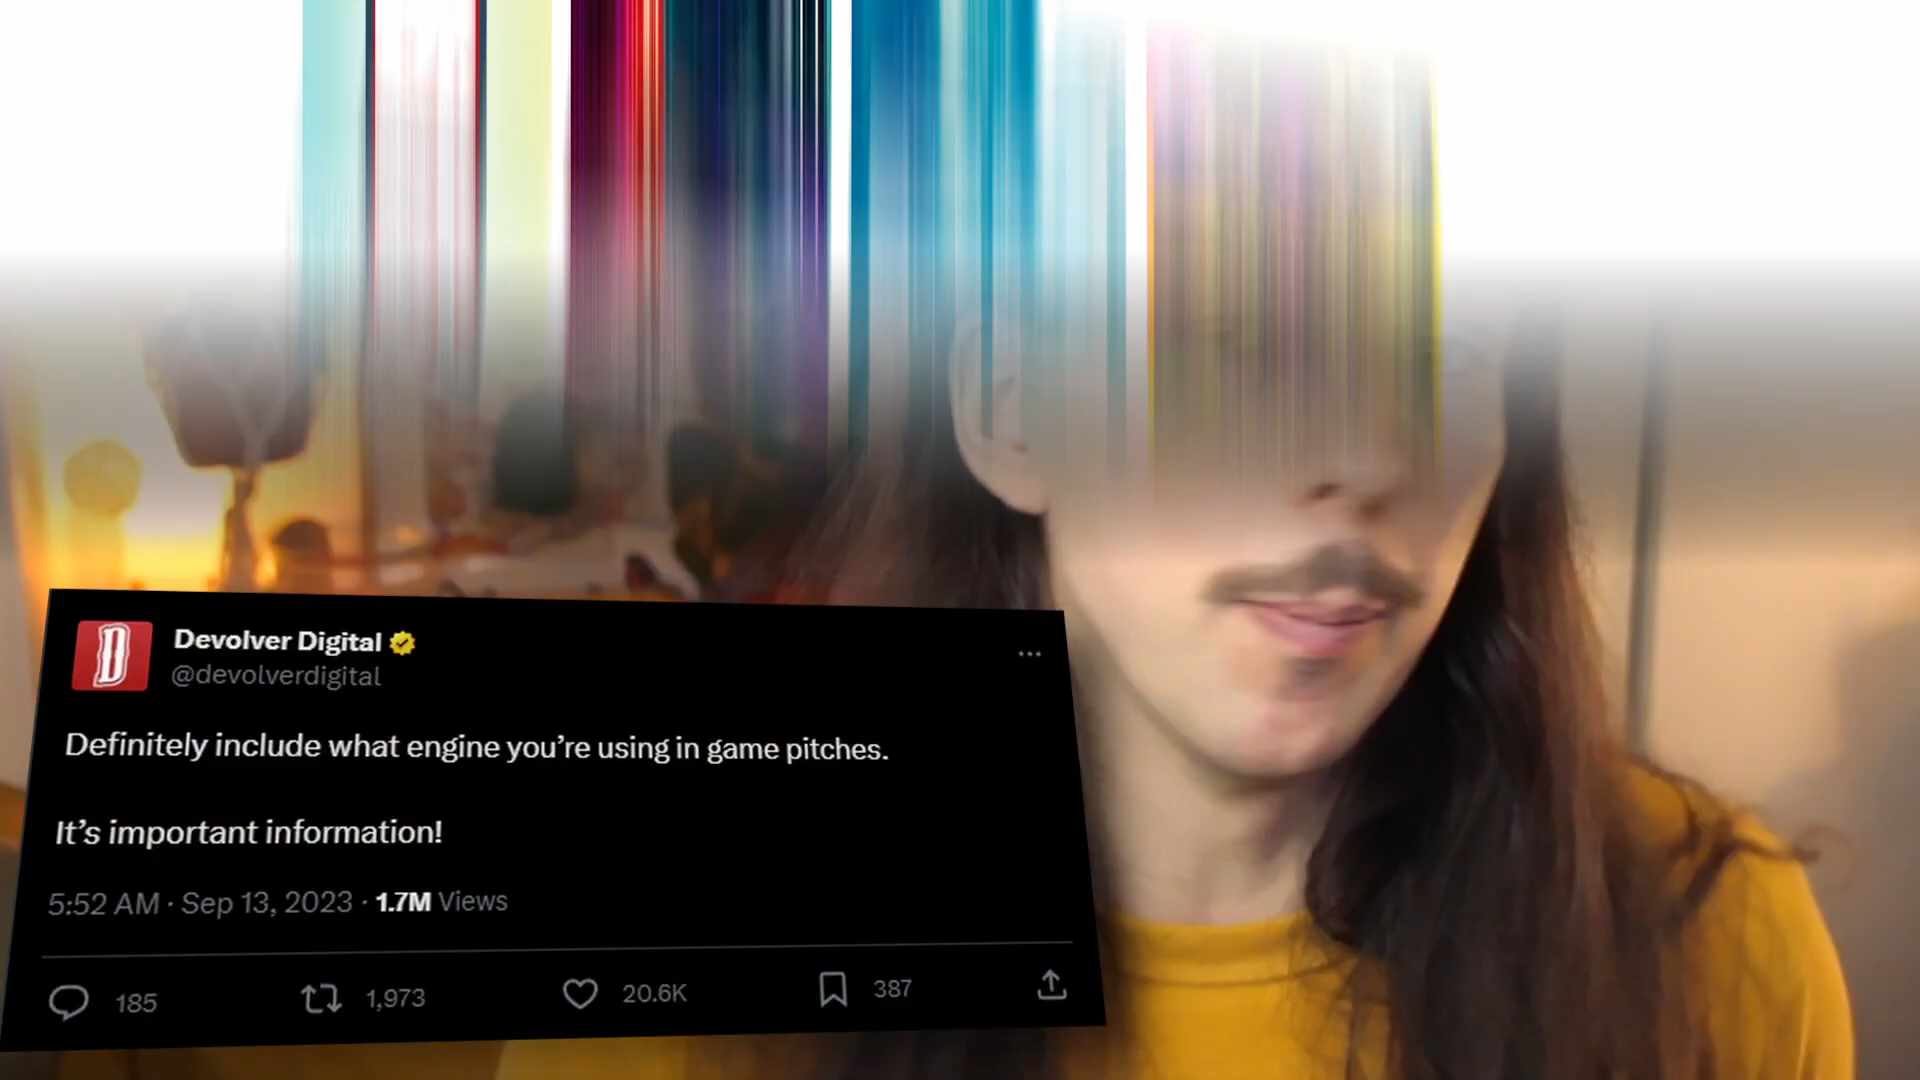 D
Devolver Digital
@devolverdigital
Definitely include what engine you’re using in game pitches.
It’s important information!
5:52 AM · Sep 13, 2023 · 1.7M Views
185 1,973 20.6K 387